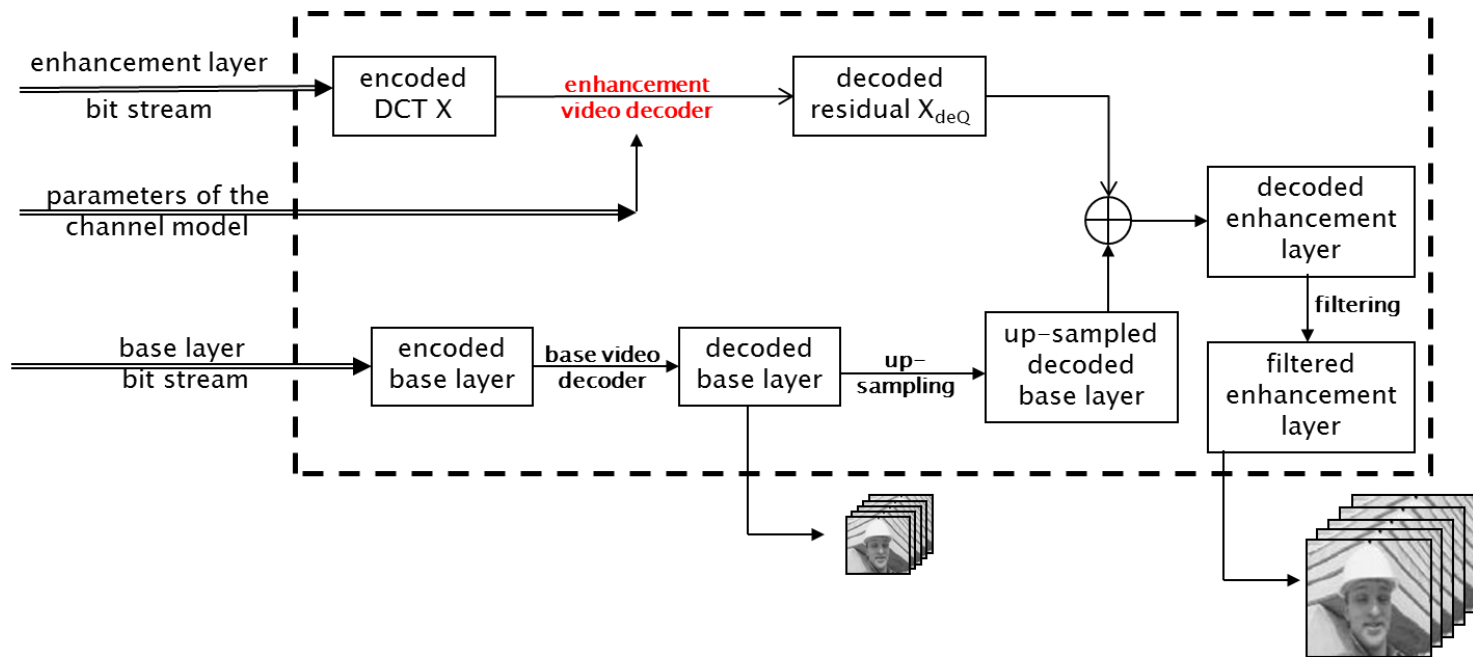 enhancement layer
bit stream
encoded
DCT X
enhancement
video decoder
decoded
residual XdeQ
parameters of the
channel model
decoded
enhancement
layer
filtering
base layer
bit stream
encoded
base layer
base video
decoder
decoded
base layer
up-
sampling
up-sampled
decoded
base layer
filtered
enhancement
layer